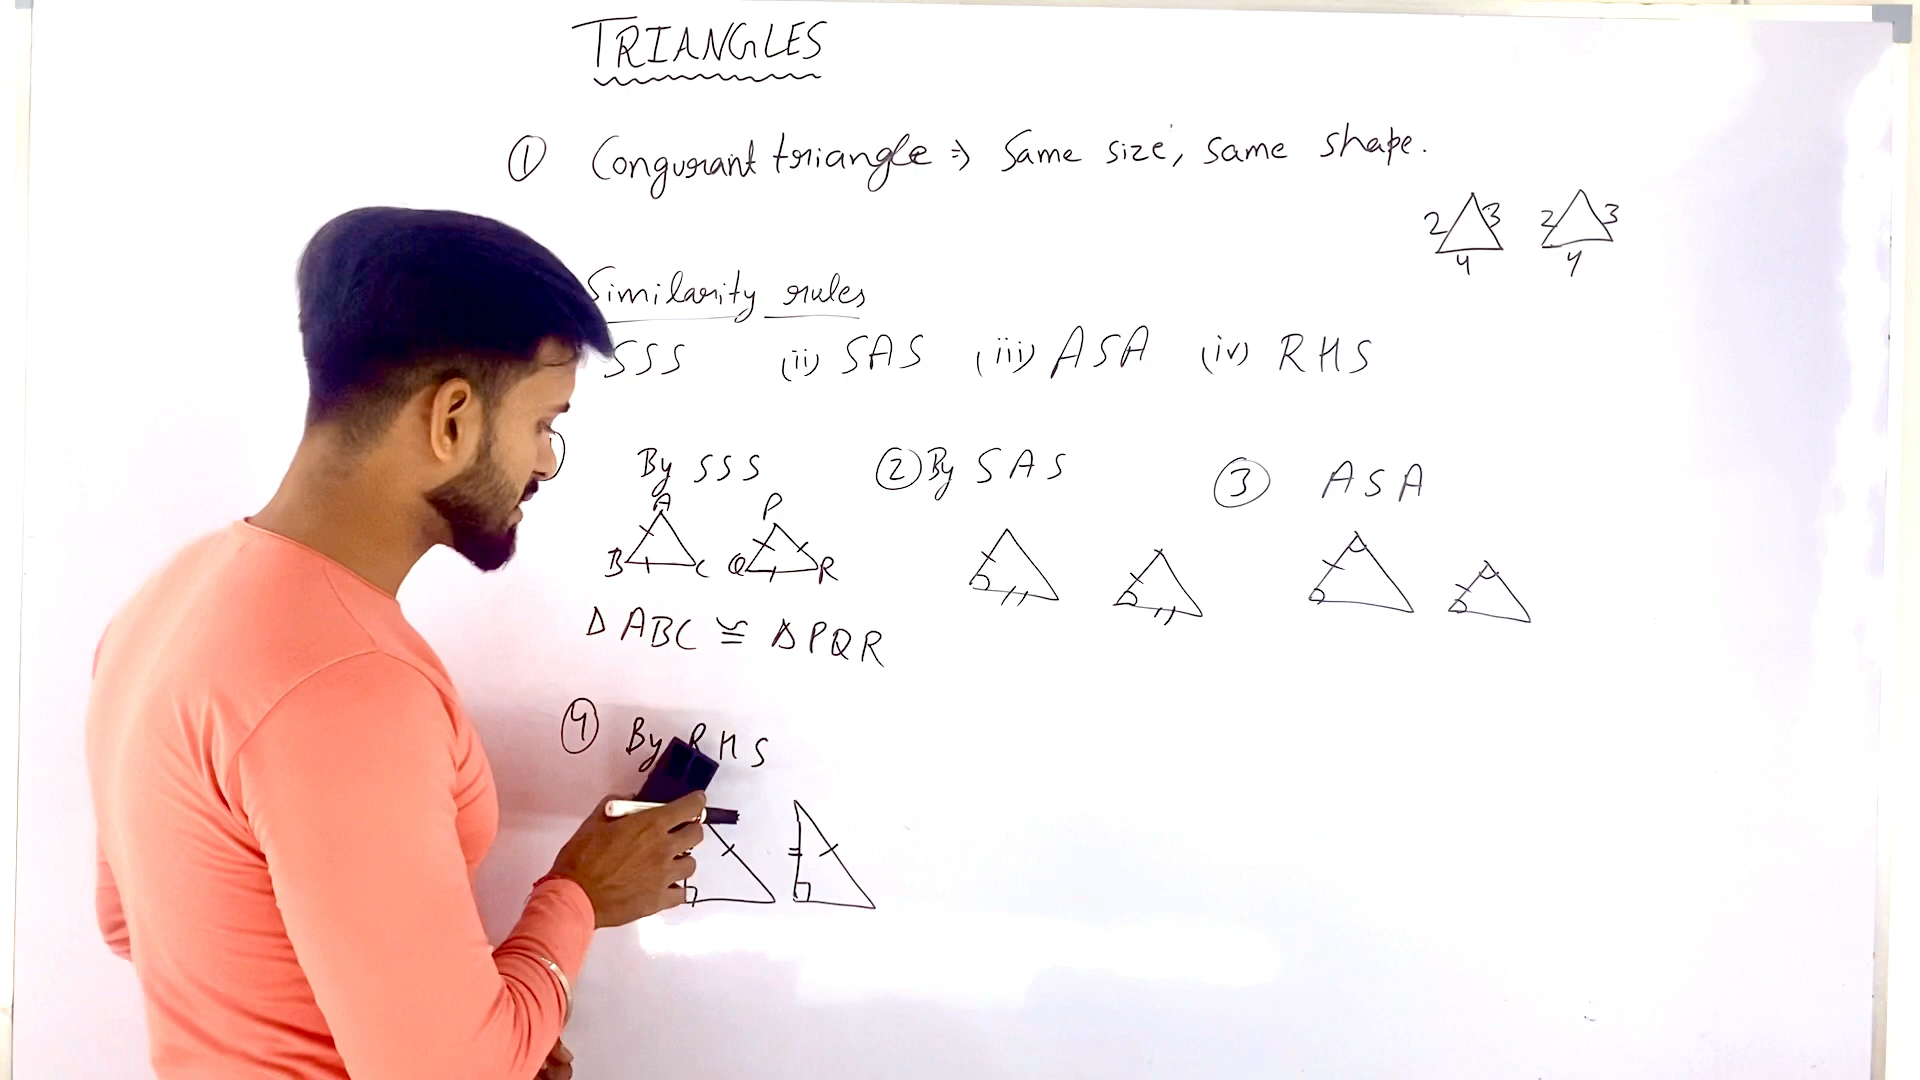 TRIANGLES
① Congurant triangle ⇒ Same size, same shape.
2 3 4 2 3 4
Similarity rules
SSS (ii) SAS (iii) ASA (iv) RHS
By SSS ② By SAS ③ ASA
A P
B C Q R
Δ ABC ≅ Δ PQR
④ By RHS